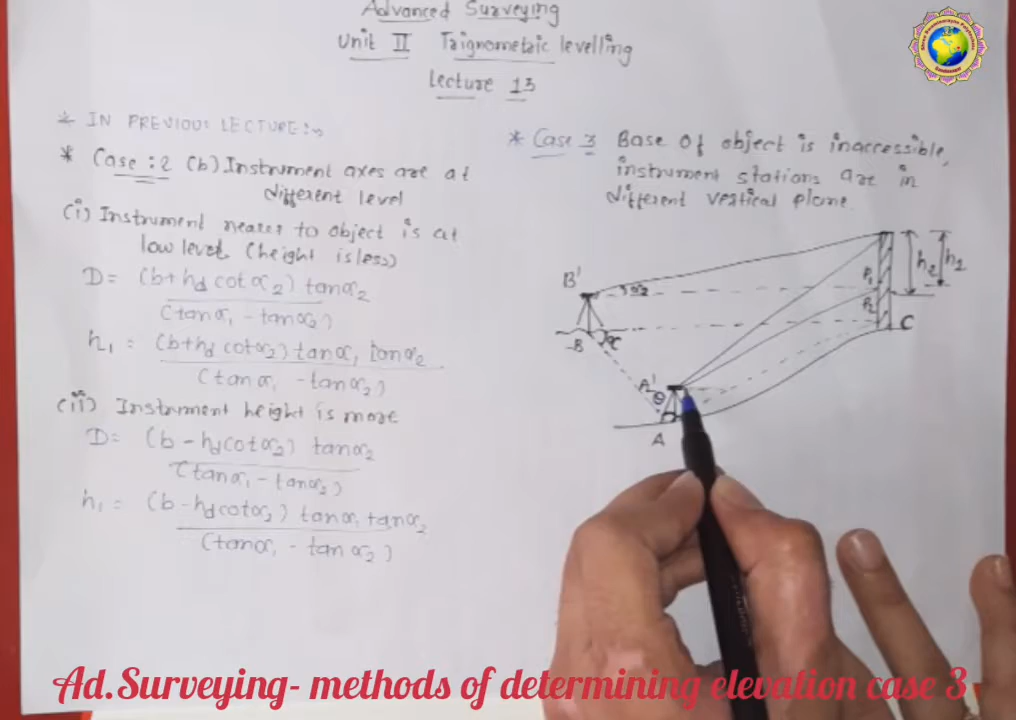 Advanced Surveying
Unit II Trignometric levelling
Lecture 13
* IN PREVIOUS LECTURE:
* Case:2 (b) Instrument axes are at
different level
(i) Instrument nearer to object is at
low level (height is less)
D = (b+hd cot α2) tan α2
(tan α1 - tan α2)
h1 = (b+hd cot α2) tan α1 tan α2
(tan α1 - tan α2)
(ii) Instrument height is more
D = (b - hd cot α2) tan α2
(tan α1 - tan α2)
h1 = (b - hd cot α2) tan α1 tan α2
(tan α1 - tan α2)
* Case 3 Base of object is inaccessible,
instrument stations are in
different vertical plane.
B'
α2
P1
h2
h1
P2
C
B
α
A'
θ
A
Ad.Surveying- methods of determining elevation case 3